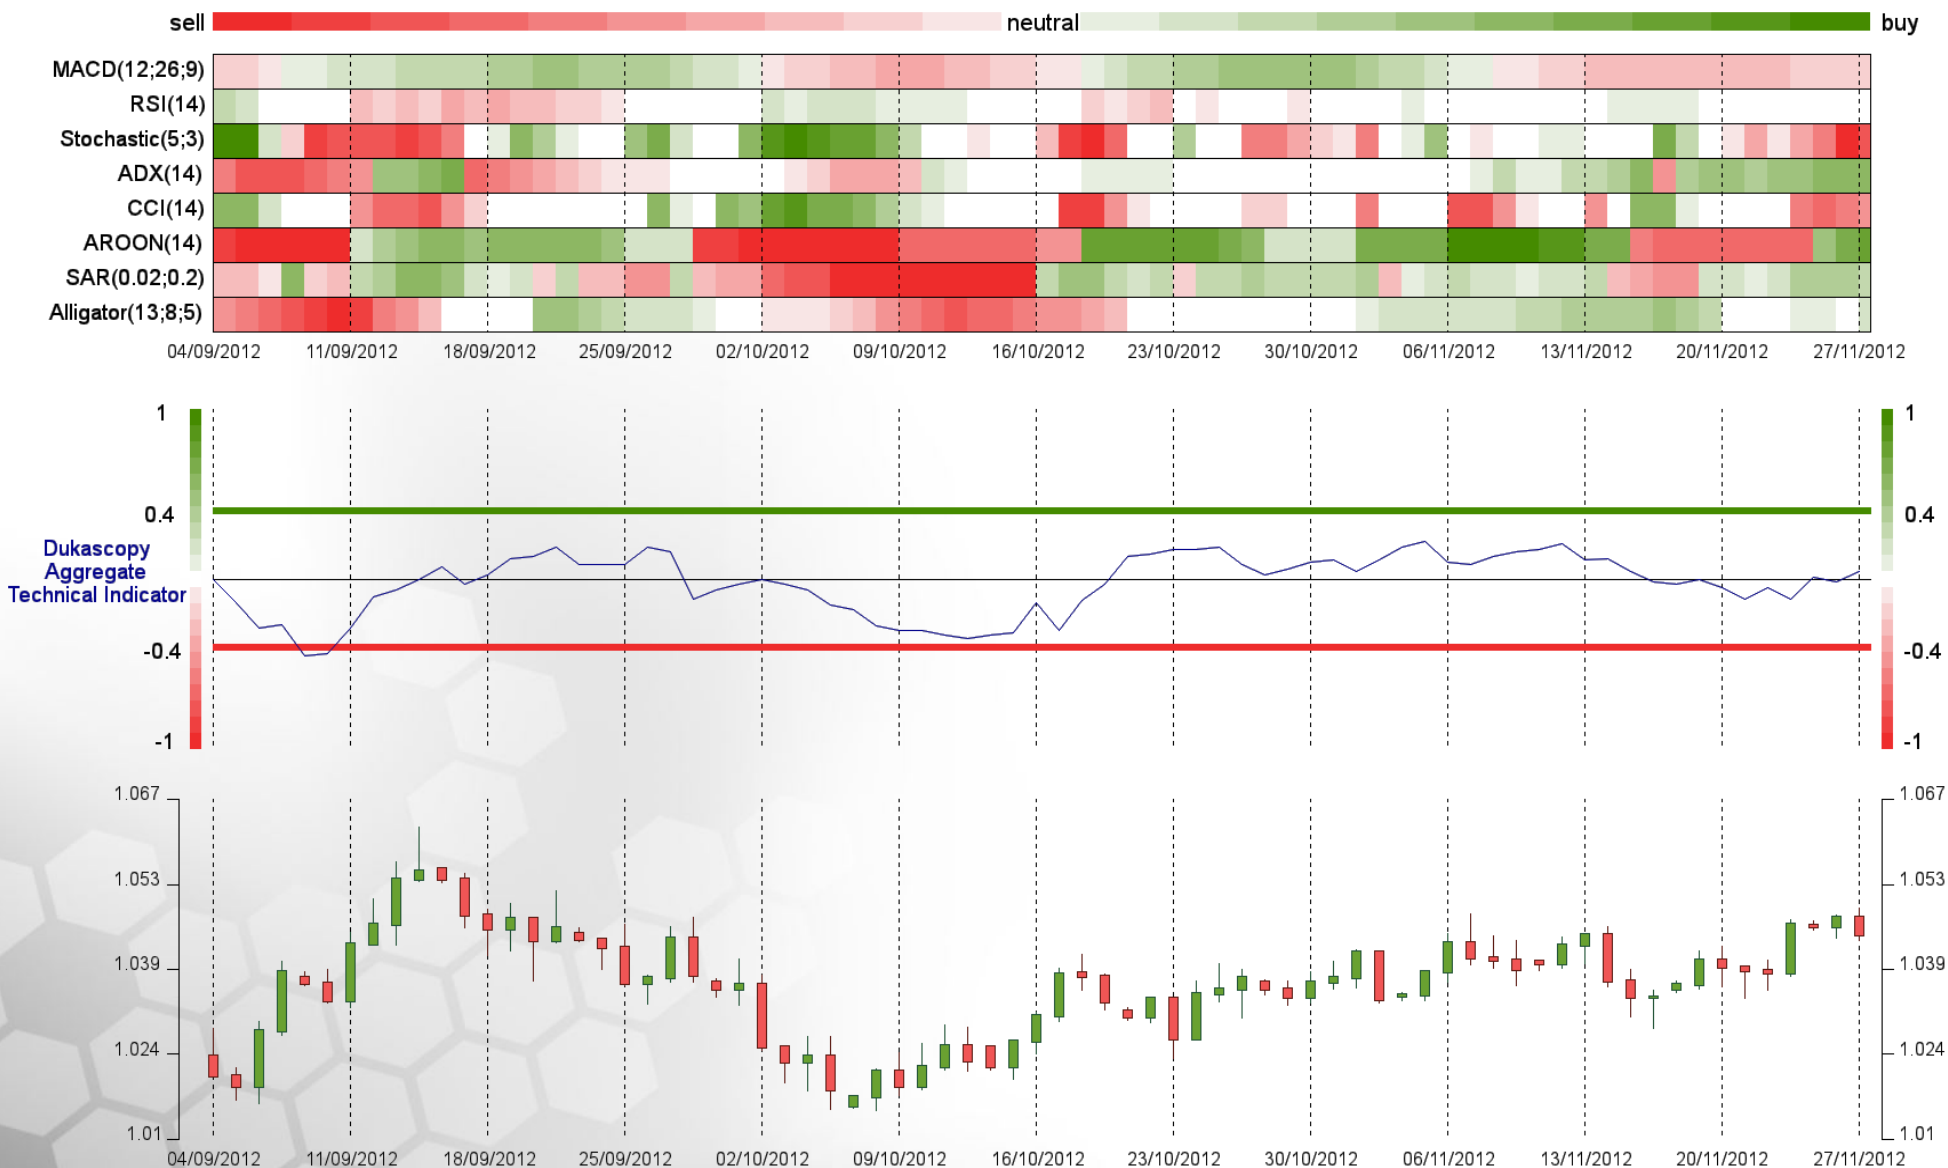 sell neutral buy
MACD(12;26;9)
RSI(14)
Stochastic(5;3)
ADX(14)
CCI(14)
AROON(14)
SAR(0.02;0.2)
Alligator(13;8;5)
04/09/2012 11/09/2012 18/09/2012 25/09/2012 02/10/2012 09/10/2012 16/10/2012 23/10/2012 30/10/2012 06/11/2012 13/11/2012 20/11/2012 27/11/2012
1 1
0.4 0.4
Dukascopy
Aggregate
Technical Indicator
-0.4 -0.4
-1 -1
1.067 1.067
1.053 1.053
1.039 1.039
1.024 1.024
1.01 1.01
04/09/2012 11/09/2012 18/09/2012 25/09/2012 02/10/2012 09/10/2012 16/10/2012 23/10/2012 30/10/2012 06/11/2012 13/11/2012 20/11/2012 27/11/2012